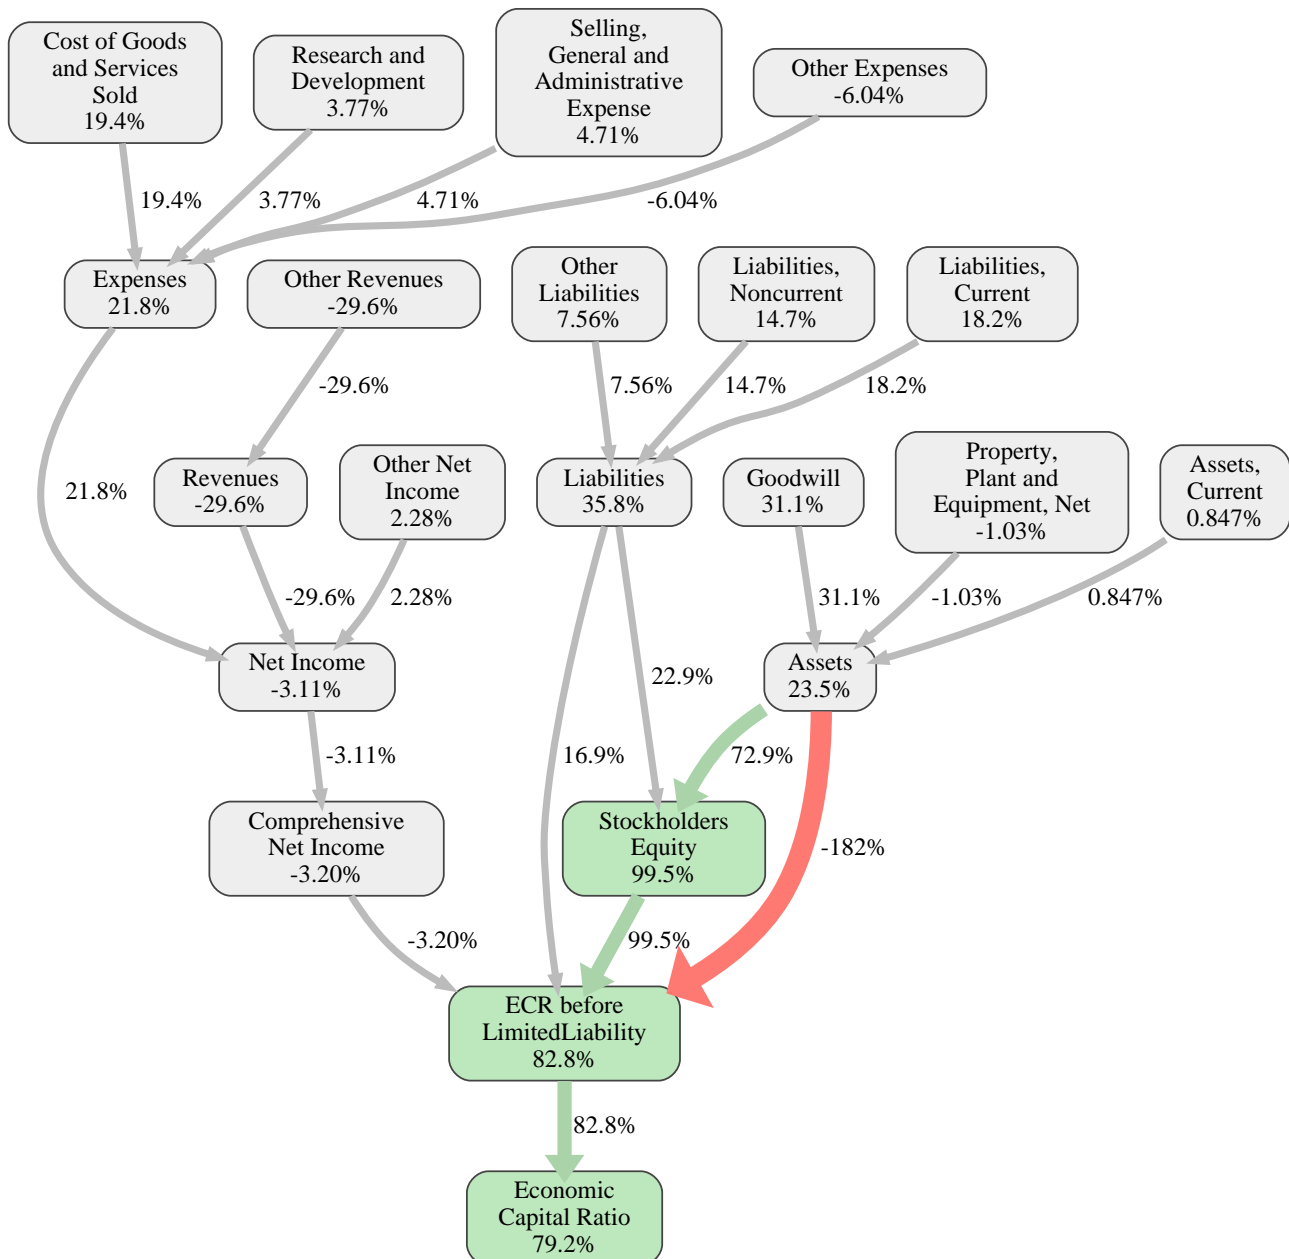 Cost of Goods
and Services
Sold
19.4%
Research and
Development
3.77%
Selling,
General and
Administrative
Expense
4.71%
Other Expenses
-6.04%
19.4%
3.77%
4.71%
-6.04%
Expenses
21.8%
Other Revenues
-29.6%
Other
Liabilities
7.56%
Liabilities,
Noncurrent
14.7%
Liabilities,
Current
18.2%
-29.6%
7.56%
14.7%
18.2%
21.8%
Revenues
-29.6%
Other Net
Income
2.28%
Liabilities
35.8%
Goodwill
31.1%
Property,
Plant and
Equipment, Net
-1.03%
Assets,
Current
0.847%
-29.6%
2.28%
31.1%
-1.03%
0.847%
Net Income
-3.11%
22.9%
Assets
23.5%
-3.11%
16.9%
72.9%
-182%
Comprehensive
Net Income
-3.20%
Stockholders
Equity
99.5%
-3.20%
99.5%
ECR before
LimitedLiability
82.8%
82.8%
Economic
Capital Ratio
79.2%